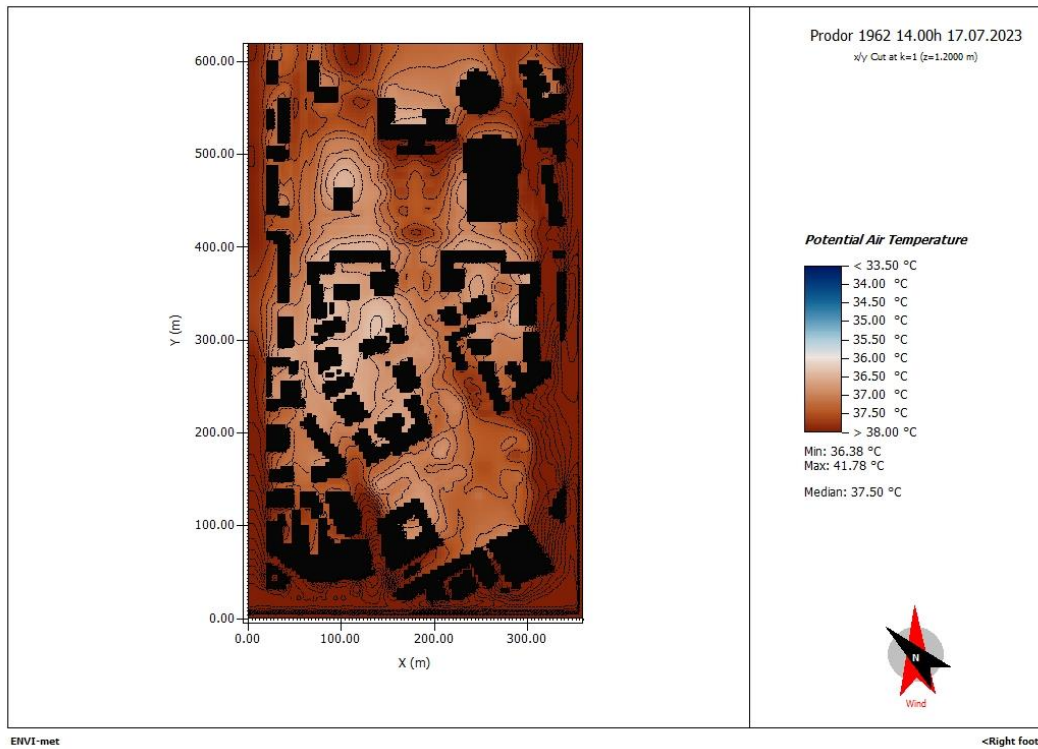 Prodor 1962 14.00h 17.07.2023
x/y Cut at k=1 (z=1.2000 m)
600.00
500.00
400.00
300.00
200.00
100.00
0.00
Y (m)
0.00 100.00 200.00 300.00
X (m)
Potential Air Temperature
< 33.50 °C
34.00 °C
34.50 °C
35.00 °C
35.50 °C
36.00 °C
36.50 °C
37.00 °C
37.50 °C
> 38.00 °C
Min: 36.38 °C
Max: 41.78 °C
Median: 37.50 °C
N
Wind
ENVI-met
<Right foot